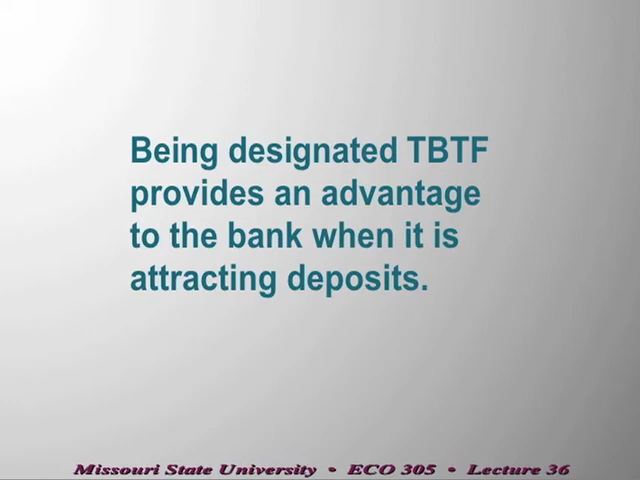 Being designated TBTF
provides an advantage
to the bank when it is
attracting deposits.
Missouri State University • ECO 305 • Lecture 36